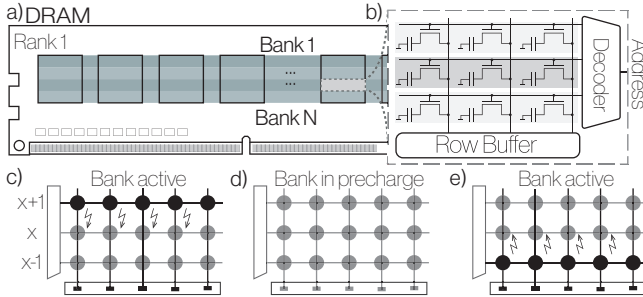 a) DRAM
b)
Rank 1
Bank 1
...
...
Bank N
Decoder
Address
Row Buffer
c) Bank active
d) Bank in precharge
e) Bank active
x+1
x
x-1